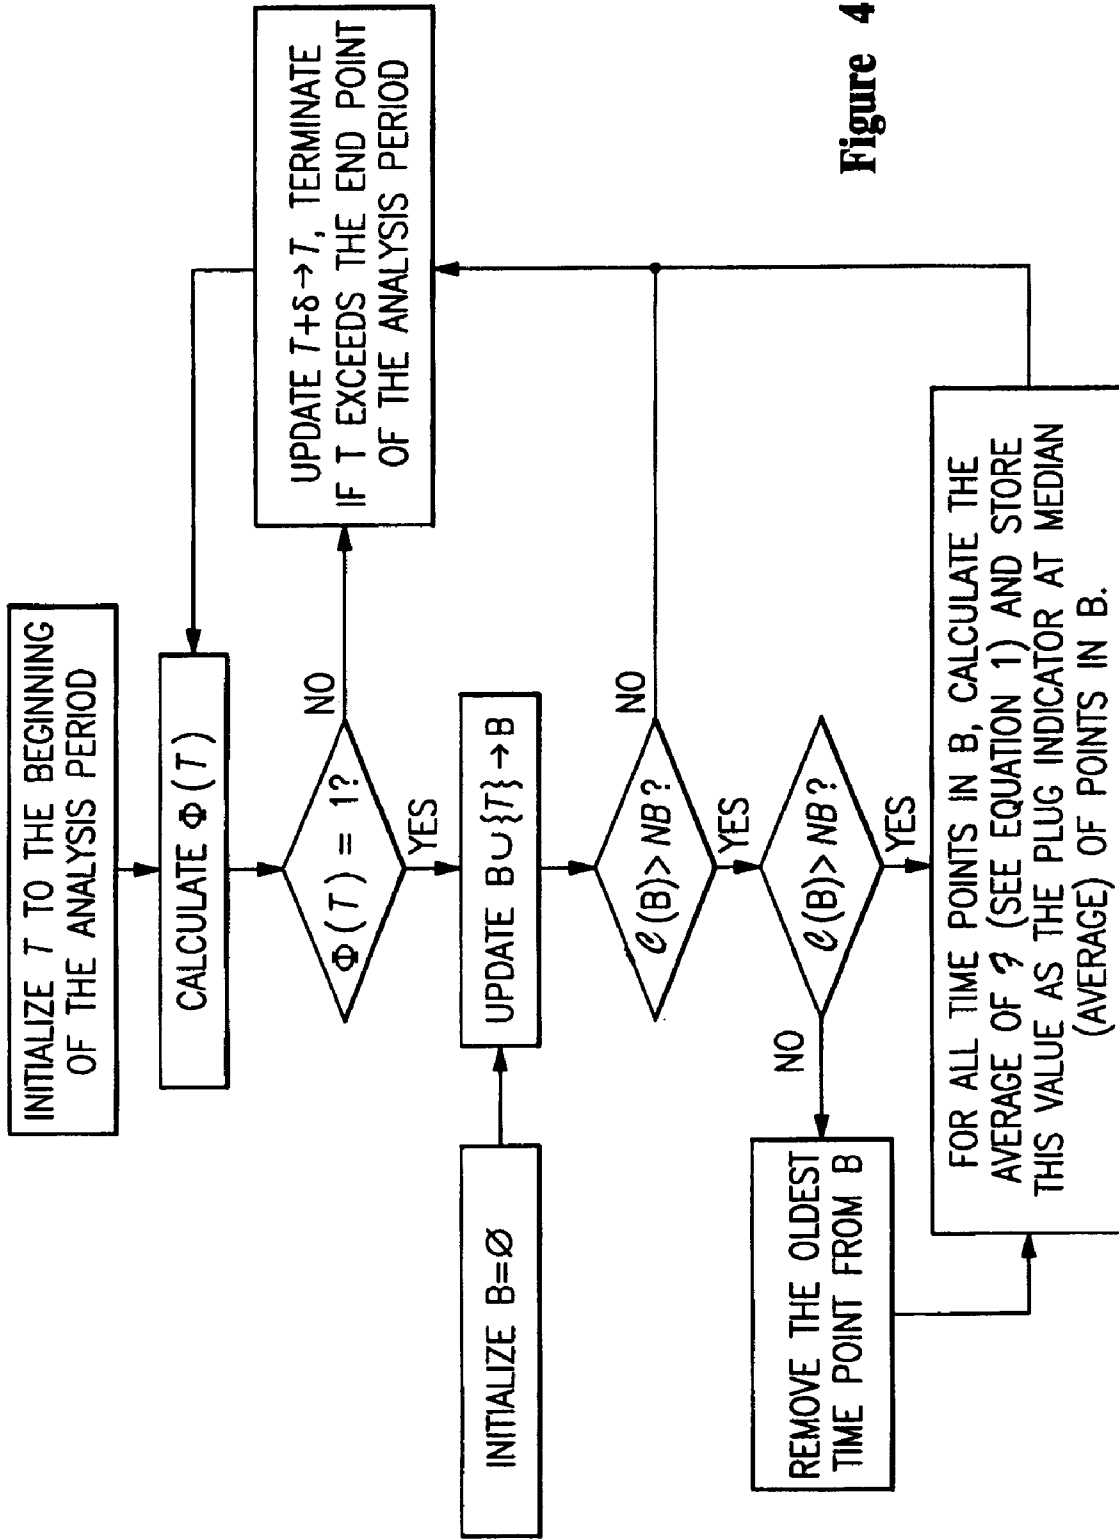 INITIALIZE T TO THE BEGINNING
OF THE ANALYSIS PERIOD
CALCULATE Φ(T)
Φ(T) = 1?
NO
YES
UPDATE T+δ→T, TERMINATE
IF T EXCEEDS THE END POINT
OF THE ANALYSIS PERIOD
INITIALIZE B=Ø
UPDATE B∪{T}→B
𝒞(B)> NB?
NO
YES
𝒞(B)> NB?
NO
YES
REMOVE THE OLDEST
TIME POINT FROM B
FOR ALL TIME POINTS IN B, CALCULATE THE
AVERAGE OF ℱ (SEE EQUATION 1) AND STORE
THIS VALUE AS THE PLUG INDICATOR AT MEDIAN
(AVERAGE) OF POINTS IN B.
Figure 4